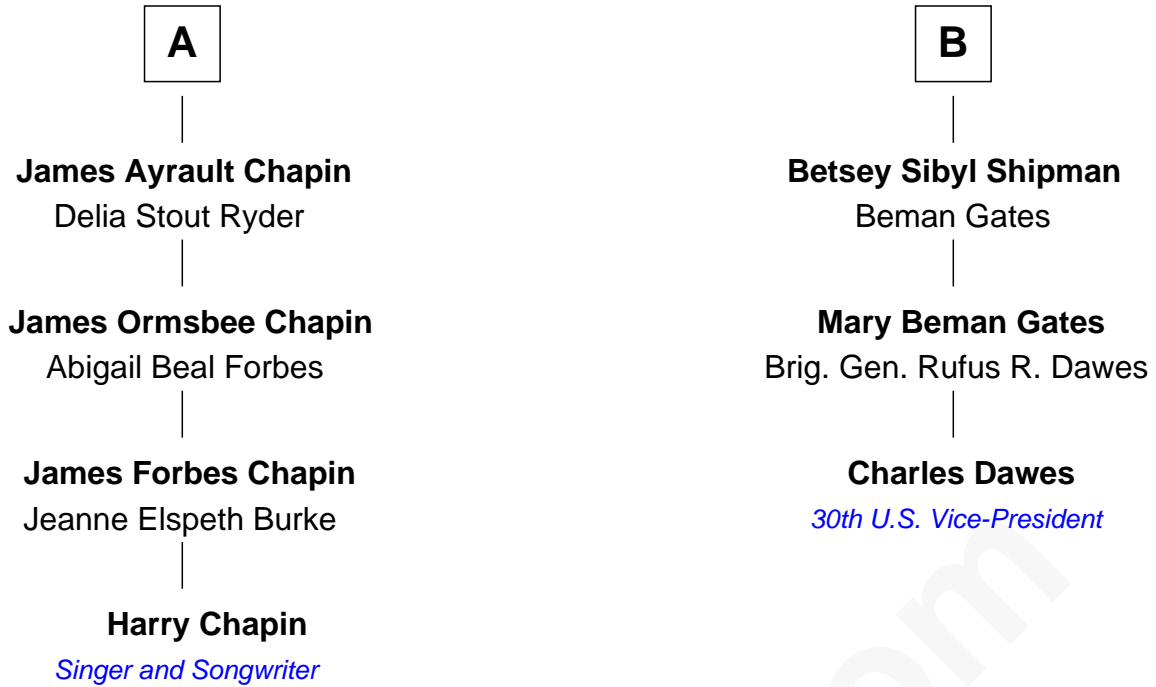 A
James Ayrault Chapin
Delia Stout Ryder
James Ormsbee Chapin
Abigail Beal Forbes
James Forbes Chapin
Jeanne Elspeth Burke
Harry Chapin
Singer and Songwriter
B
Betsey Sibyl Shipman
Beman Gates
Mary Beman Gates
Brig. Gen. Rufus R. Dawes
Charles Dawes
30th U.S. Vice-President
om